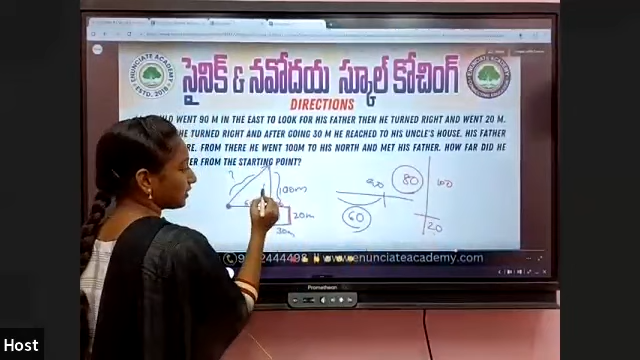 సైనిక్ & నవోదయ స్కూల్ కోచింగ్
DIRECTIONS
WENT 90 M IN THE EAST TO LOOK FOR HIS FATHER THEN HE TURNED RIGHT AND WENT 20 M.
HE TURNED RIGHT AND AFTER GOING 30 M HE REACHED TO HIS UNCLE'S HOUSE. HIS FATHER
FROM THERE HE WENT 100M TO HIS NORTH AND MET HIS FATHER. HOW FAR DID HE
FROM THE STARTING POINT?
?
100m
20m
30m
90
80
100
60
20
www.enunciateacademy.com
Promethean
Host